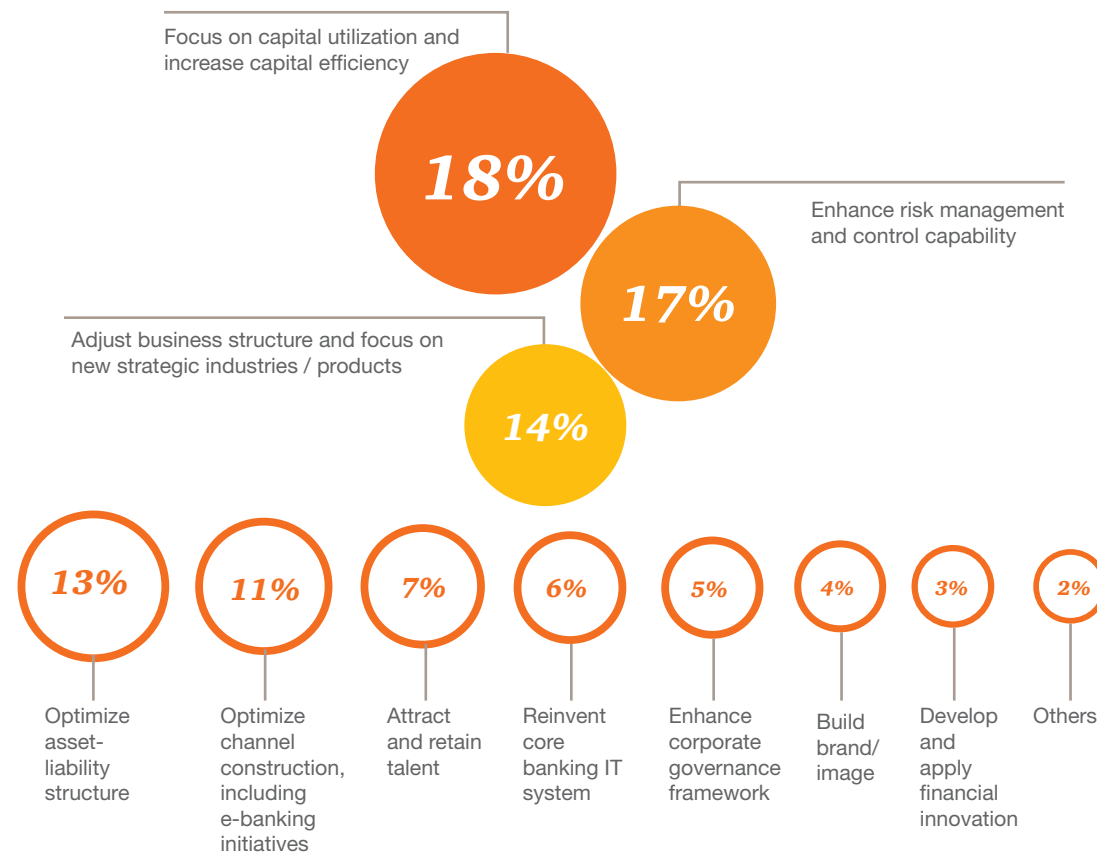 Focus on capital utilization and
increase capital efficiency
18%
Enhance risk management
and control capability
17%
Adjust business structure and focus on
new strategic industries / products
14%
13%
Optimize
asset-
liability
structure
11%
Optimize
channel
construction,
including
e-banking
initiatives
7%
Attract
and retain
talent
6%
Reinvent
core
banking IT
system
5%
Enhance
corporate
governance
framework
4%
Build
brand/
image
3%
Develop
and
apply
financial
innovation
2%
Others